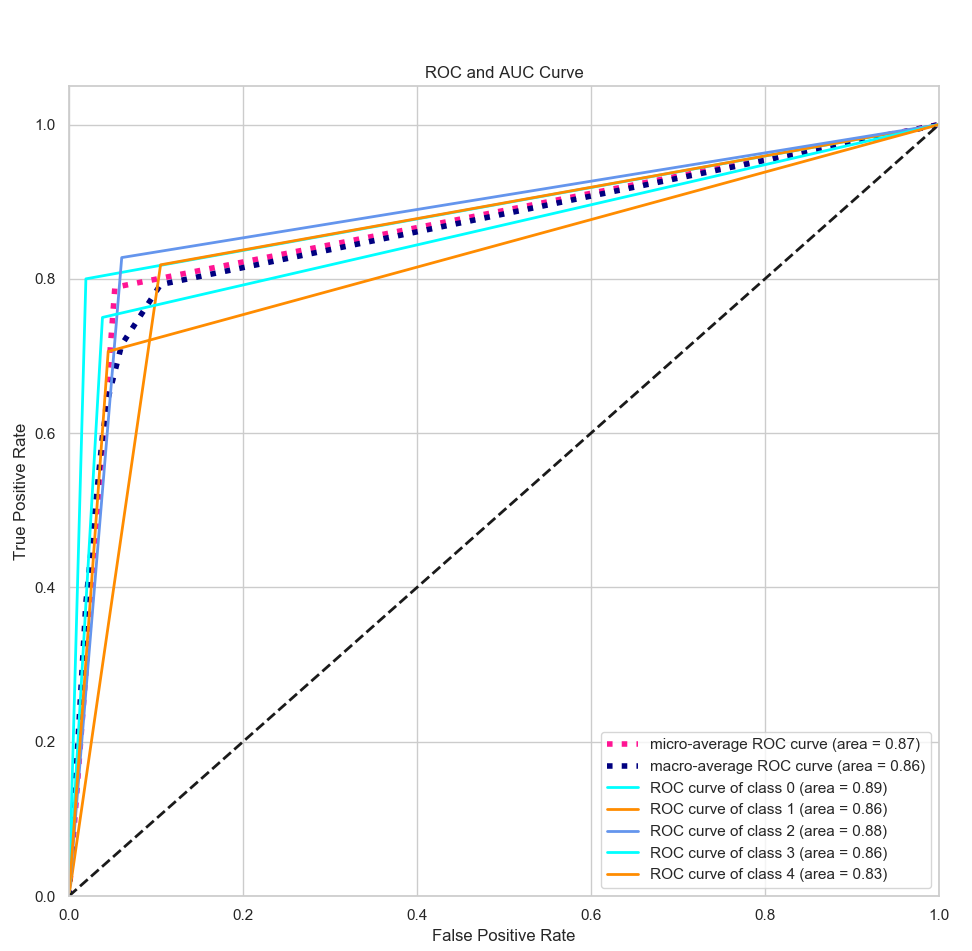 ROC and AUC Curve
1.0
0.8
0.6
0.4
0.2
0.0
True Positive Rate
micro-average ROC curve (area = 0.87)
macro-average ROC curve (area = 0.86)
ROC curve of class 0 (area = 0.89)
ROC curve of class 1 (area = 0.86)
ROC curve of class 2 (area = 0.88)
ROC curve of class 3 (area = 0.86)
ROC curve of class 4 (area = 0.83)
0.0 0.2 0.4 0.6 0.8 1.0
False Positive Rate